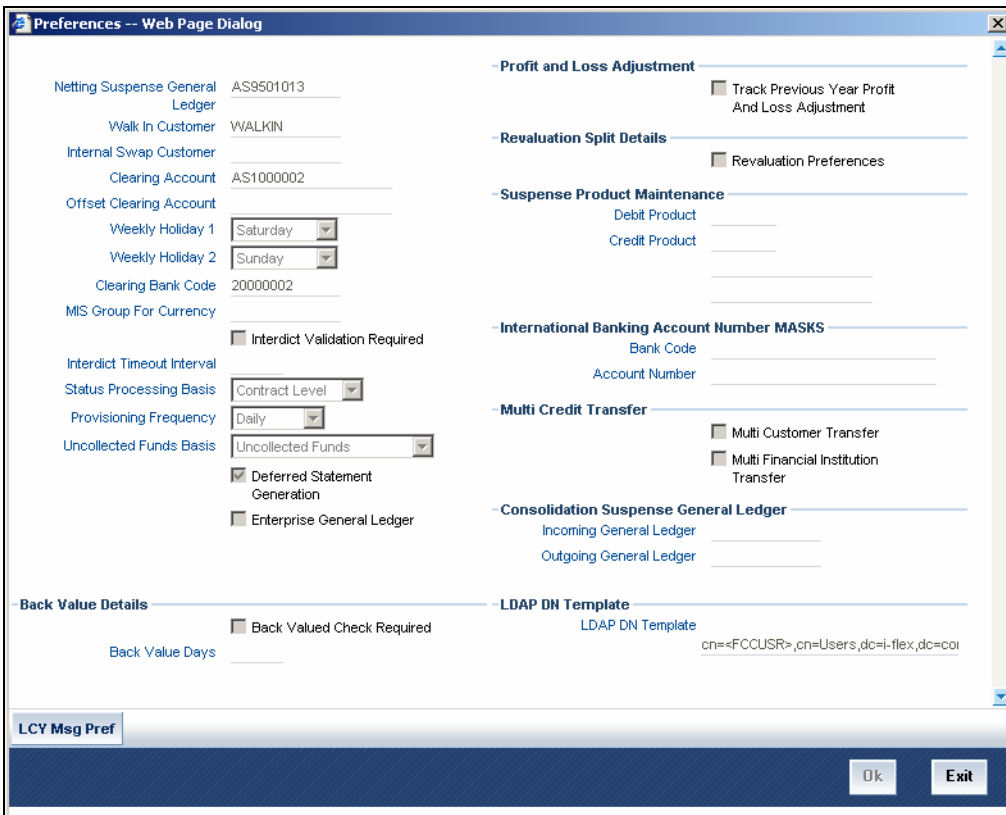 Preferences -- Web Page Dialog
Netting Suspense General Ledger AS9501013
Walk In Customer WALKIN
Internal Swap Customer
Clearing Account AS1000002
Offset Clearing Account
Weekly Holiday 1 Saturday
Weekly Holiday 2 Sunday
Clearing Bank Code 20000002
MIS Group For Currency
Interdict Validation Required
Interdict Timeout Interval
Status Processing Basis Contract Level
Provisioning Frequency Daily
Uncollected Funds Basis Uncollected Funds
Deferred Statement
Generation
Enterprise General Ledger
Back Value Details
Back Valued Check Required
Back Value Days
Profit and Loss Adjustment
Track Previous Year Profit
And Loss Adjustment
Revaluation Split Details
Revaluation Preferences
Suspense Product Maintenance
Debit Product
Credit Product
International Banking Account Number MASKS
Bank Code
Account Number
Multi Credit Transfer
Multi Customer Transfer
Multi Financial Institution
Transfer
Consolidation Suspense General Ledger
Incoming General Ledger
Outgoing General Ledger
LDAP DN Template
LDAP DN Template
cn=<FCCUSR>,cn=Users,dc=i-flex,dc=co
LCY Msg Pref
Ok
Exit